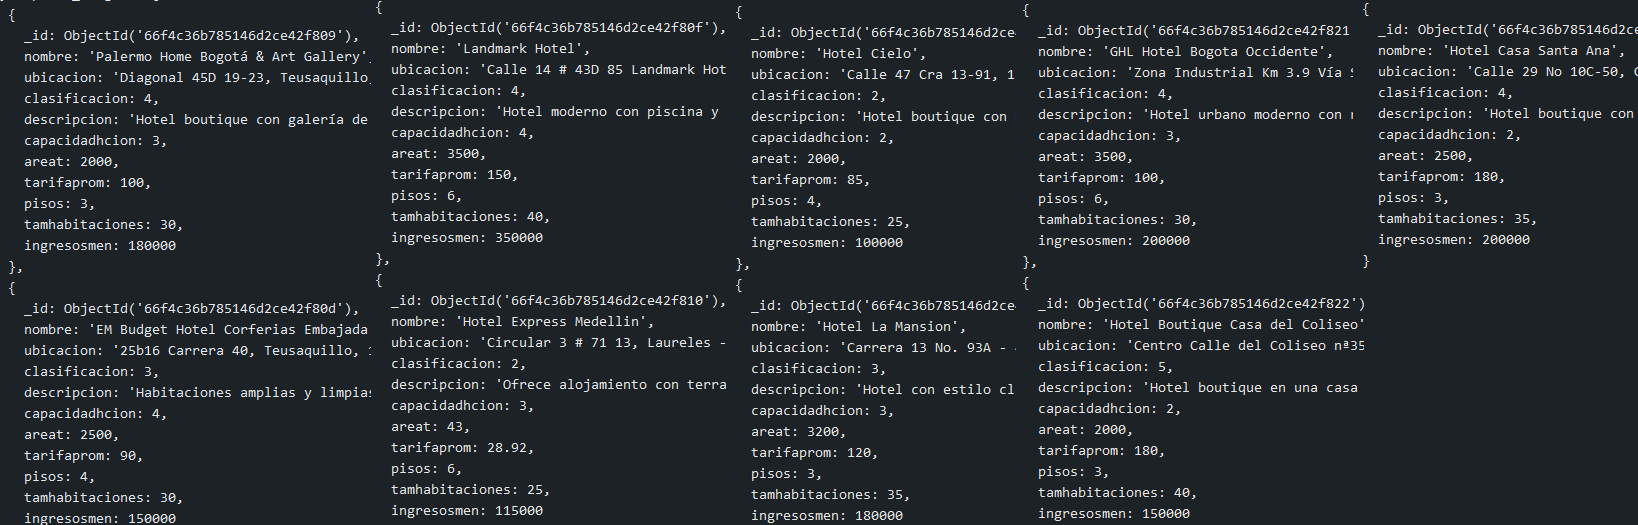 {
_id: ObjectId('66f4c36b785146d2ce42f809'),
nombre: 'Palermo Home Bogotá & Art Gallery',
ubicacion: 'Diagonal 45D 19-23, Teusaquillo,
clasificacion: 4,
descripcion: 'Hotel boutique con galería de
capacidadhcion: 3,
areat: 2000,
tarifaprom: 100,
pisos: 3,
tamhabitaciones: 30,
ingresosmen: 180000
},
{
_id: ObjectId('66f4c36b785146d2ce42f80d'),
nombre: 'EM Budget Hotel Corferias Embajada
ubicacion: '25b16 Carrera 40, Teusaquillo, 1
clasificacion: 3,
descripcion: 'Habitaciones amplias y limpias
capacidadhcion: 4,
areat: 2500,
tarifaprom: 90,
pisos: 4,
tamhabitaciones: 30,
ingresosmen: 150000
{
_id: ObjectId('66f4c36b785146d2ce42f80f'),
nombre: 'Landmark Hotel',
ubicacion: 'Calle 14 # 43D 85 Landmark Hot
clasificacion: 4,
descripcion: 'Hotel moderno con piscina y
capacidadhcion: 4,
areat: 3500,
tarifaprom: 150,
pisos: 6,
tamhabitaciones: 40,
ingresosmen: 350000
},
{
_id: ObjectId('66f4c36b785146d2ce42f810'),
nombre: 'Hotel Express Medellin',
ubicacion: 'Circular 3 # 71 13, Laureles -
clasificacion: 2,
descripcion: 'Ofrece alojamiento con terra
capacidadhcion: 3,
areat: 43,
tarifaprom: 28.92,
pisos: 6,
tamhabitaciones: 25,
ingresosmen: 115000
{
_id: ObjectId('66f4c36b785146d2ce
nombre: 'Hotel Cielo',
ubicacion: 'Calle 47 Cra 13-91, 1
clasificacion: 2,
descripcion: 'Hotel boutique con
capacidadhcion: 2,
areat: 2000,
tarifaprom: 85,
pisos: 4,
tamhabitaciones: 25,
ingresosmen: 100000
},
{
_id: ObjectId('66f4c36b785146d2ce
nombre: 'Hotel La Mansion',
ubicacion: 'Carrera 13 No. 93A -
clasificacion: 3,
descripcion: 'Hotel con estilo cl
capacidadhcion: 3,
areat: 3200,
tarifaprom: 120,
pisos: 3,
tamhabitaciones: 35,
ingresosmen: 180000
{
_id: ObjectId('66f4c36b785146d2ce42f821
nombre: 'GHL Hotel Bogota Occidente',
ubicacion: 'Zona Industrial Km 3.9 Vía S
clasificacion: 4,
descripcion: 'Hotel urbano moderno con
capacidadhcion: 3,
areat: 3500,
tarifaprom: 100,
pisos: 6,
tamhabitaciones: 30,
ingresosmen: 200000
},
{
_id: ObjectId('66f4c36b785146d2ce42f822')
nombre: 'Hotel Boutique Casa del Coliseo'
ubicacion: 'Centro Calle del Coliseo nª35
clasificacion: 5,
descripcion: 'Hotel boutique en una casa
capacidadhcion: 2,
areat: 2000,
tarifaprom: 180,
pisos: 3,
tamhabitaciones: 40,
ingresosmen: 150000
{
_id: ObjectId('66f4c36b785146d2ce
nombre: 'Hotel Casa Santa Ana',
ubicacion: 'Calle 29 No 10C-50, C
clasificacion: 4,
descripcion: 'Hotel boutique con
capacidadhcion: 2,
areat: 2500,
tarifaprom: 180,
pisos: 3,
tamhabitaciones: 35,
ingresosmen: 200000
}